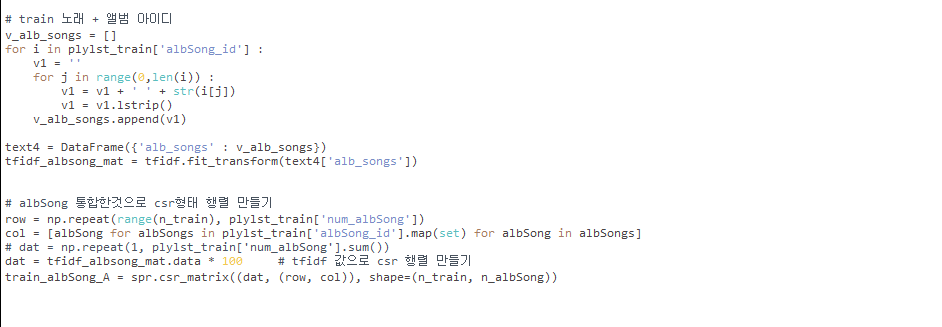 # train 노래 + 앨범 아이디
v_alb_songs = []
for i in plylst_train['albSong_id'] :
    v1 = ''
    for j in range(0,len(i)) :
        v1 = v1 + ' ' + str(i[j])
        v1 = v1.lstrip()
    v_alb_songs.append(v1)

text4 = DataFrame({'alb_songs' : v_alb_songs})
tfidf_albsong_mat = tfidf.fit_transform(text4['alb_songs'])

# albSong 통합한것으로 csr형태 행렬 만들기
row = np.repeat(range(n_train), plylst_train['num_albSong'])
col = [albSong for albSongs in plylst_train['albSong_id'].map(set) for albSong in albSongs]
# dat = np.repeat(1, plylst_train['num_albSong'].sum())
dat = tfidf_albsong_mat.data * 100     # tfidf 값으로 csr 행렬 만들기
train_albSong_A = spr.csr_matrix((dat, (row, col)), shape=(n_train, n_albSong))